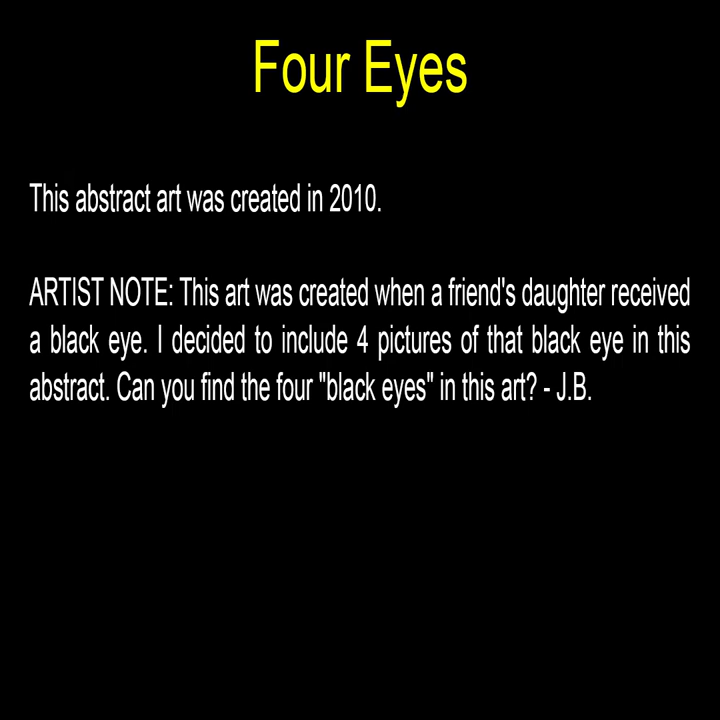 Four Eyes
This abstract art was created in 2010.
ARTIST NOTE: This art was created when a friend's daughter received
a black eye. I decided to include 4 pictures of that black eye in this
abstract. Can you find the four "black eyes" in this art? - J.B.